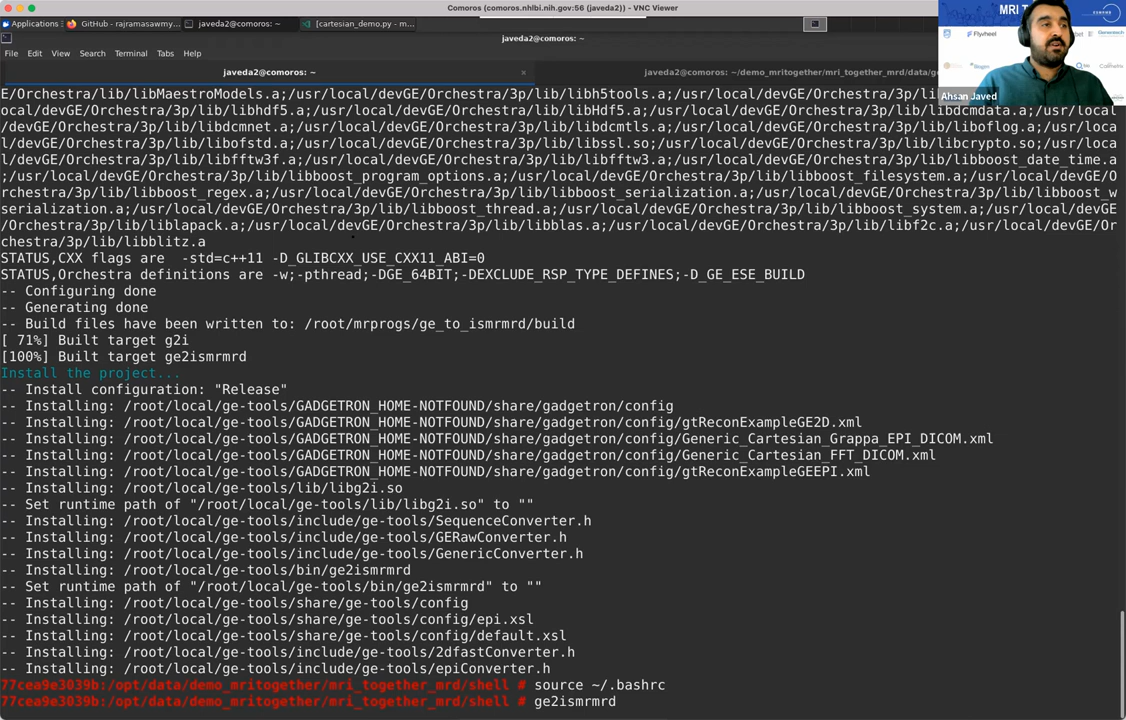 Comoros (comoros.nhlbi.nih.gov:56 (javeda2)) - VNC Viewer
Applications GitHub - rajramasawmy... javeda2@comoros: ~ [cartesian_demo.py - m...
javeda2@comoros: ~
File Edit View Search Terminal Tabs Help
javeda2@comoros: ~ × javeda2@comoros: ~/demo_mritogether/mri_together_mrd/data/ge
MRI T
Flywheel
Ahsan Javed
E/Orchestra/lib/libMaestroModels.a;/usr/local/devGE/Orchestra/3p/lib/libh5tools.a;/usr/local/devGE/Orchestra/3p/lib/lib
ocal/devGE/Orchestra/3p/lib/libhdf5.a;/usr/local/devGE/Orchestra/3p/lib/libHdf5.a;/usr/local/devGE/Orchestra/3p/lib/libdcmdata.a;/usr/local
/devGE/Orchestra/3p/lib/libdcmnet.a;/usr/local/devGE/Orchestra/3p/lib/libdcmtls.a;/usr/local/devGE/Orchestra/3p/lib/liboflog.a;/usr/loca
l/devGE/Orchestra/3p/lib/libofstd.a;/usr/local/devGE/Orchestra/3p/lib/libssl.so;/usr/local/devGE/Orchestra/3p/lib/libcrypto.so;/usr/loca
l/devGE/Orchestra/3p/lib/libfftw3f.a;/usr/local/devGE/Orchestra/3p/lib/libfftw3.a;/usr/local/devGE/Orchestra/3p/lib/libboost_date_time.a
;/usr/local/devGE/Orchestra/3p/lib/libboost_program_options.a;/usr/local/devGE/Orchestra/3p/lib/libboost_filesystem.a;/usr/local/devGE/O
rchestra/3p/lib/libboost_regex.a;/usr/local/devGE/Orchestra/3p/lib/libboost_serialization.a;/usr/local/devGE/Orchestra/3p/lib/libboost_w
serialization.a;/usr/local/devGE/Orchestra/3p/lib/libboost_thread.a;/usr/local/devGE/Orchestra/3p/lib/libboost_system.a;/usr/local/devGE
/Orchestra/3p/lib/liblapack.a;/usr/local/devGE/Orchestra/3p/lib/libblas.a;/usr/local/devGE/Orchestra/3p/lib/libf2c.a;/usr/local/devGE/Or
chestra/3p/lib/libblitz.a
STATUS,CXX flags are  -std=c++11 -D_GLIBCXX_USE_CXX11_ABI=0
STATUS,Orchestra definitions are -w;-pthread;-DGE_64BIT;-DEXCLUDE_RSP_TYPE_DEFINES;-D_GE_ESE_BUILD
-- Configuring done
-- Generating done
-- Build files have been written to: /root/mrprogs/ge_to_ismrmrd/build
[ 71%] Built target g2i
[100%] Built target ge2ismrmrd
Install the project...
-- Install configuration: "Release"
-- Installing: /root/local/ge-tools/GADGETRON_HOME-NOTFOUND/share/gadgetron/config
-- Installing: /root/local/ge-tools/GADGETRON_HOME-NOTFOUND/share/gadgetron/config/gtReconExampleGE2D.xml
-- Installing: /root/local/ge-tools/GADGETRON_HOME-NOTFOUND/share/gadgetron/config/Generic_Cartesian_Grappa_EPI_DICOM.xml
-- Installing: /root/local/ge-tools/GADGETRON_HOME-NOTFOUND/share/gadgetron/config/Generic_Cartesian_FFT_DICOM.xml
-- Installing: /root/local/ge-tools/GADGETRON_HOME-NOTFOUND/share/gadgetron/config/gtReconExampleGEEPI.xml
-- Installing: /root/local/ge-tools/lib/libg2i.so
-- Set runtime path of "/root/local/ge-tools/lib/libg2i.so" to ""
-- Installing: /root/local/ge-tools/include/ge-tools/SequenceConverter.h
-- Installing: /root/local/ge-tools/include/ge-tools/GERawConverter.h
-- Installing: /root/local/ge-tools/include/ge-tools/GenericConverter.h
-- Installing: /root/local/ge-tools/bin/ge2ismrmrd
-- Set runtime path of "/root/local/ge-tools/bin/ge2ismrmrd" to ""
-- Installing: /root/local/ge-tools/share/ge-tools/config
-- Installing: /root/local/ge-tools/share/ge-tools/config/epi.xsl
-- Installing: /root/local/ge-tools/share/ge-tools/config/default.xsl
-- Installing: /root/local/ge-tools/include/ge-tools/2dfastConverter.h
-- Installing: /root/local/ge-tools/include/ge-tools/epiConverter.h
77cea9e3039b:/opt/data/demo_mritogether/mri_together_mrd/shell # source ~/.bashrc
77cea9e3039b:/opt/data/demo_mritogether/mri_together_mrd/shell # ge2ismrmrd